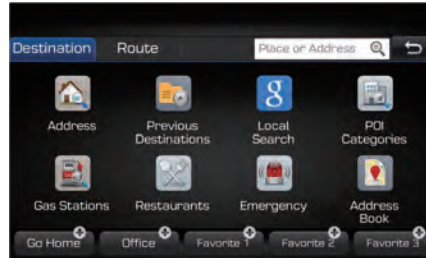 Destination Route Place or Address
Address Previous Destinations Local Search POI Categories
Gas Stations Restaurants Emergency Address Book
Go Home Office Favorite 1 Favorite 2 Favorite 3